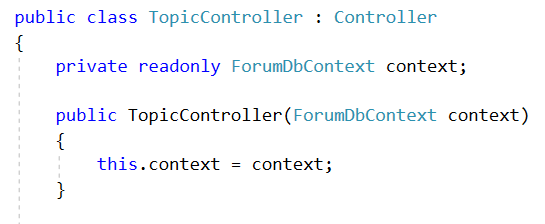 public class TopicController : Controller
{
    private readonly ForumDbContext context;
    public TopicController(ForumDbContext context)
    {
        this.context = context;
    }